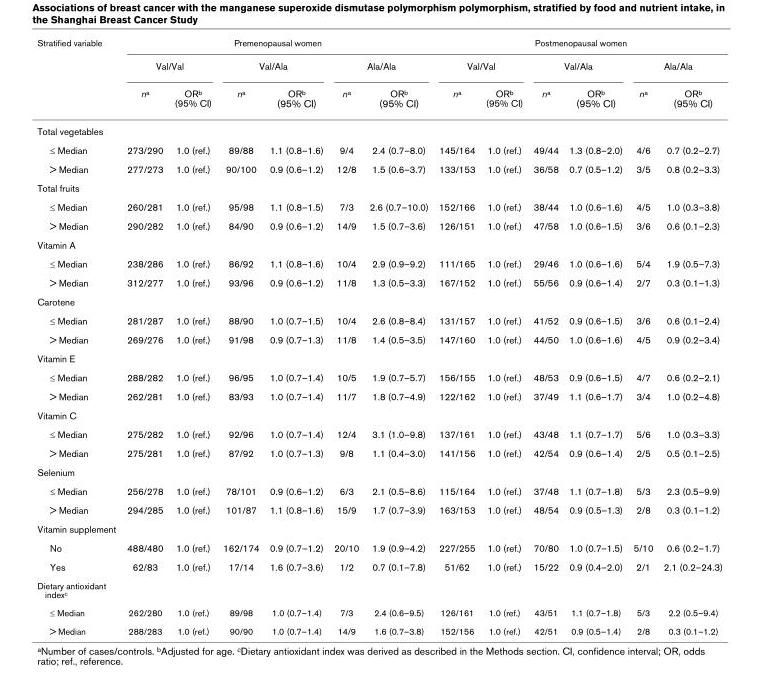 Associations of breast cancer with the manganese superoxide dismutase polymorphism polymorphism, stratified by food and nutrient intake, in
the Shanghai Breast Cancer Study
Stratified variable Premenopausal women Postmenopausal women
Val/Val Val/Ala Ala/Ala Val/Val Val/Ala Ala/Ala
nª ORᵇ nª ORᵇ nª ORᵇ nª ORᵇ nª ORᵇ nª ORᵇ
(95% CI) (95% CI) (95% CI) (95% CI) (95% CI) (95% CI)
Total vegetables
≤ Median 273/290 1.0 (ref.) 89/88 1.1 (0.8–1.6) 9/4 2.4 (0.7–8.0) 145/164 1.0 (ref.) 49/44 1.3 (0.8–2.0) 4/6 0.7 (0.2–2.7)
> Median 277/273 1.0 (ref.) 90/100 0.9 (0.6–1.2) 12/8 1.5 (0.6–3.7) 133/153 1.0 (ref.) 36/58 0.7 (0.5–1.2) 3/5 0.8 (0.2–3.3)
Total fruits
≤ Median 260/281 1.0 (ref.) 95/98 1.1 (0.8–1.5) 7/3 2.6 (0.7–10.0) 152/166 1.0 (ref.) 38/44 1.0 (0.6–1.6) 4/5 1.0 (0.3–3.8)
> Median 290/282 1.0 (ref.) 84/90 0.9 (0.6–1.2) 14/9 1.5 (0.7–3.6) 126/151 1.0 (ref.) 47/58 1.0 (0.6–1.5) 3/6 0.6 (0.1–2.3)
Vitamin A
≤ Median 238/286 1.0 (ref.) 86/92 1.1 (0.8–1.6) 10/4 2.9 (0.9–9.2) 111/165 1.0 (ref.) 29/46 1.0 (0.6–1.6) 5/4 1.9 (0.5–7.3)
> Median 312/277 1.0 (ref.) 93/96 0.9 (0.6–1.2) 11/8 1.3 (0.5–3.3) 167/152 1.0 (ref.) 55/56 0.9 (0.6–1.4) 2/7 0.3 (0.1–1.3)
Carotene
≤ Median 281/287 1.0 (ref.) 88/90 1.0 (0.7–1.5) 10/4 2.6 (0.8–8.4) 131/157 1.0 (ref.) 41/52 0.9 (0.6–1.5) 3/6 0.6 (0.1–2.4)
> Median 269/276 1.0 (ref.) 91/98 0.9 (0.7–1.3) 11/8 1.4 (0.5–3.5) 147/160 1.0 (ref.) 44/50 1.0 (0.6–1.6) 4/5 0.9 (0.2–3.4)
Vitamin E
≤ Median 288/282 1.0 (ref.) 96/95 1.0 (0.7–1.4) 10/5 1.9 (0.7–5.7) 156/155 1.0 (ref.) 48/53 0.9 (0.6–1.5) 4/7 0.6 (0.2–2.1)
> Median 262/281 1.0 (ref.) 83/93 1.0 (0.7–1.4) 11/7 1.8 (0.7–4.9) 122/162 1.0 (ref.) 37/49 1.1 (0.6–1.7) 3/4 1.0 (0.2–4.8)
Vitamin C
≤ Median 275/282 1.0 (ref.) 92/96 1.0 (0.7–1.4) 12/4 3.1 (1.0–9.8) 137/161 1.0 (ref.) 43/48 1.1 (0.7–1.7) 5/6 1.0 (0.3–3.3)
> Median 275/281 1.0 (ref.) 87/92 1.0 (0.7–1.3) 9/8 1.1 (0.4–3.0) 141/156 1.0 (ref.) 42/54 0.9 (0.6–1.4) 2/5 0.5 (0.1–2.5)
Selenium
≤ Median 256/278 1.0 (ref.) 78/101 0.9 (0.6–1.2) 6/3 2.1 (0.5–8.6) 115/164 1.0 (ref.) 37/48 1.1 (0.7–1.8) 5/3 2.3 (0.5–9.9)
> Median 294/285 1.0 (ref.) 101/87 1.1 (0.8–1.6) 15/9 1.7 (0.7–3.9) 163/153 1.0 (ref.) 48/54 0.9 (0.5–1.3) 2/8 0.3 (0.1–1.2)
Vitamin supplement
No 488/480 1.0 (ref.) 162/174 0.9 (0.7–1.2) 20/10 1.9 (0.9–4.2) 227/255 1.0 (ref.) 70/80 1.0 (0.7–1.5) 5/10 0.6 (0.2–1.7)
Yes 62/83 1.0 (ref.) 17/14 1.6 (0.7–3.6) 1/2 0.7 (0.1–7.8) 51/62 1.0 (ref.) 15/22 0.9 (0.4–2.0) 2/1 2.1 (0.2–24.3)
Dietary antioxidant
indexᶜ
≤ Median 262/280 1.0 (ref.) 89/98 1.0 (0.7–1.4) 7/3 2.4 (0.6–9.5) 126/161 1.0 (ref.) 43/51 1.1 (0.7–1.8) 5/3 2.2 (0.5–9.4)
> Median 288/283 1.0 (ref.) 90/90 1.0 (0.7–1.4) 14/9 1.6 (0.7–3.8) 152/156 1.0 (ref.) 42/51 0.9 (0.5–1.4) 2/8 0.3 (0.1–1.2)
ªNumber of cases/controls. ᵇAdjusted for age. ᶜDietary antioxidant index was derived as described in the Methods section. CI, confidence interval; OR, odds
ratio; ref., reference.